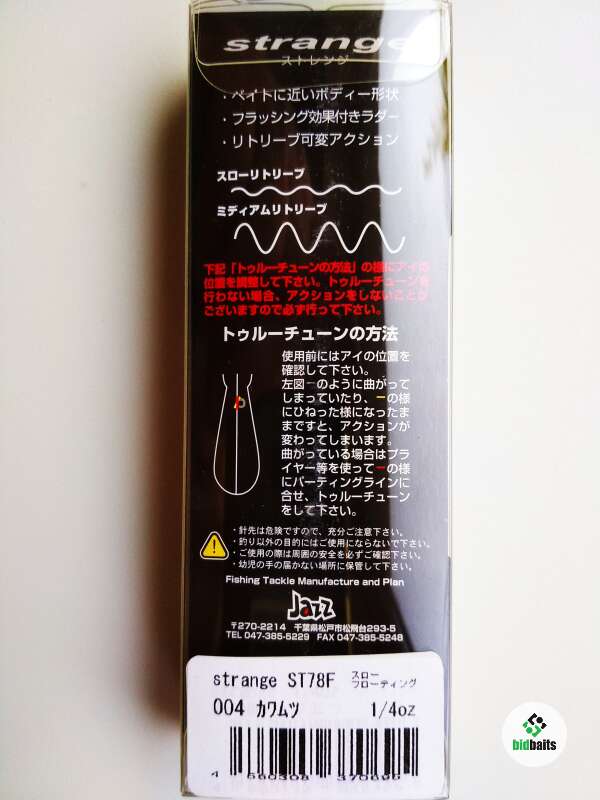 strange
ストレンジ
・ベイトに近いボディー形状
・フラッシング効果付きラダー
・リトリーブ可変アクション
スローリトリーブ
ミディアムリトリーブ
下記「トゥルーチューンの方法」の様にアイの
位置を調整して下さい。トゥルーチューンを
行わない場合、アクションをしないことが
ございますので必ず行って下さい。
トゥルーチューンの方法
使用前にはアイの位置を
確認して下さい。
左図ーのように曲がって
しまっていたり、ーの様
にひねった様になったま
まですと、アクションが
変わってしまいます。
曲がっている場合はプラ
イヤー等を使ってーの様
にパーティングラインに
合せ、トゥルーチューン
をして下さい。
・針先は危険ですので、充分ご注意下さい。
・釣り以外の目的にはご使用にならないで下さい。
・ご使用の際は周囲の安全を必ずご確認下さい。
・幼児の手の届かない場所に保管して下さい。
Fishing Tackle Manufacture and Plan
Jazz
〒270-2214 千葉県松戸市松飛台293-5
TEL 047-385-5229 FAX 047-385-5248
strange ST78F スロー
フローティング
004 カワムツ 1/4oz
4 560308 370695
bidbaits